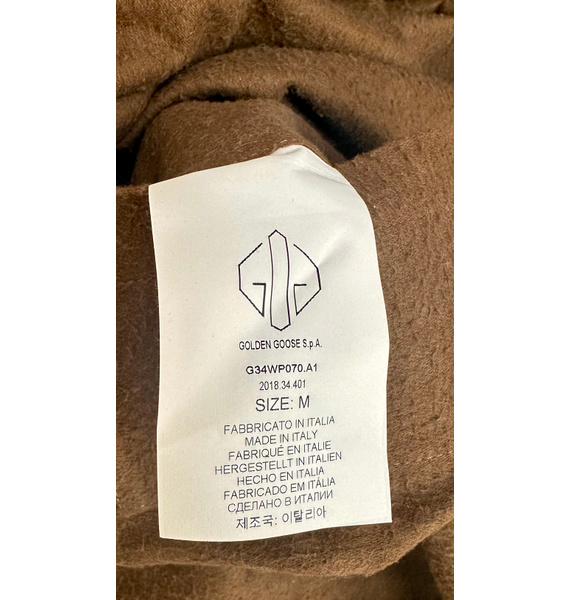 GOLDEN GOOSE S.p.A.
G34WP070.A1
2018.34.401
SIZE: M
FABBRICATO IN ITALIA
MADE IN ITALY
FABRIQUÉ EN ITALIE
HERGESTELLT IN ITALIEN
HECHO EN ITALIA
FABRICADO EM ITÁLIA
СДЕЛАНО В ИТАЛИИ
제조국: 이탈리아